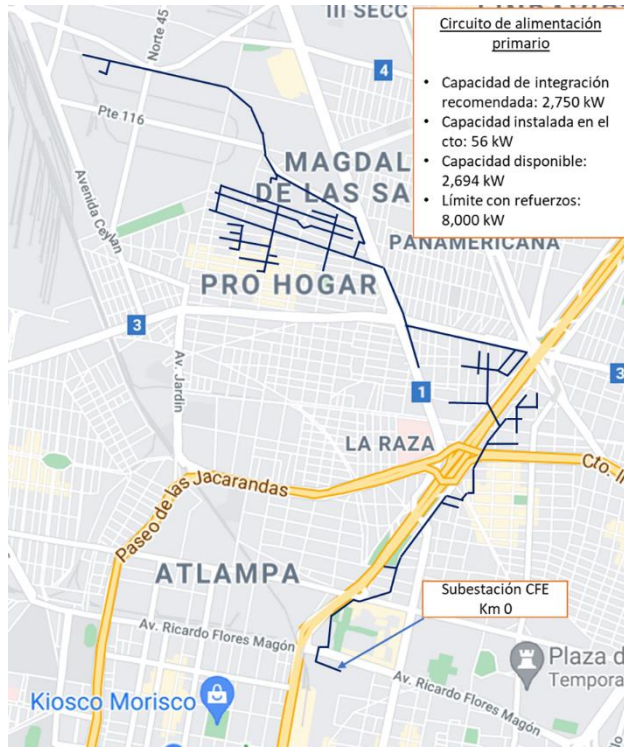 III SECC
Norte 45
4
Pte 116
Avenida Ceylan
MAGDAL
DE LAS SA
PANAMERICANA
PRO HOGAR
3
Av. Jardín
1
3
LA RAZA
Cto. In
Paseo de las Jacarandas
ATLAMPA
Av. Ricardo Flores Magón
Kiosco Morisco
Av. Ricardo Flores Magón
Plaza d
Tempora
Circuito de alimentación
primario
• Capacidad de integración
recomendada: 2,750 kW
• Capacidad instalada en el
cto: 56 kW
• Capacidad disponible:
2,694 kW
• Límite con refuerzos:
8,000 kW
Subestación CFE
Km 0